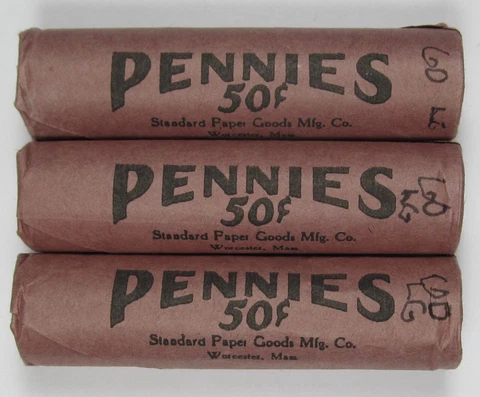 PENNIES
50¢
Standard Paper Goods Mfg. Co.
Worcester, Mass
60
PENNIES
50¢
Standard Paper Goods Mfg. Co.
Worcester, Mass
PENNIES
50¢
Standard Paper Goods Mfg. Co.
Worcester, Mass